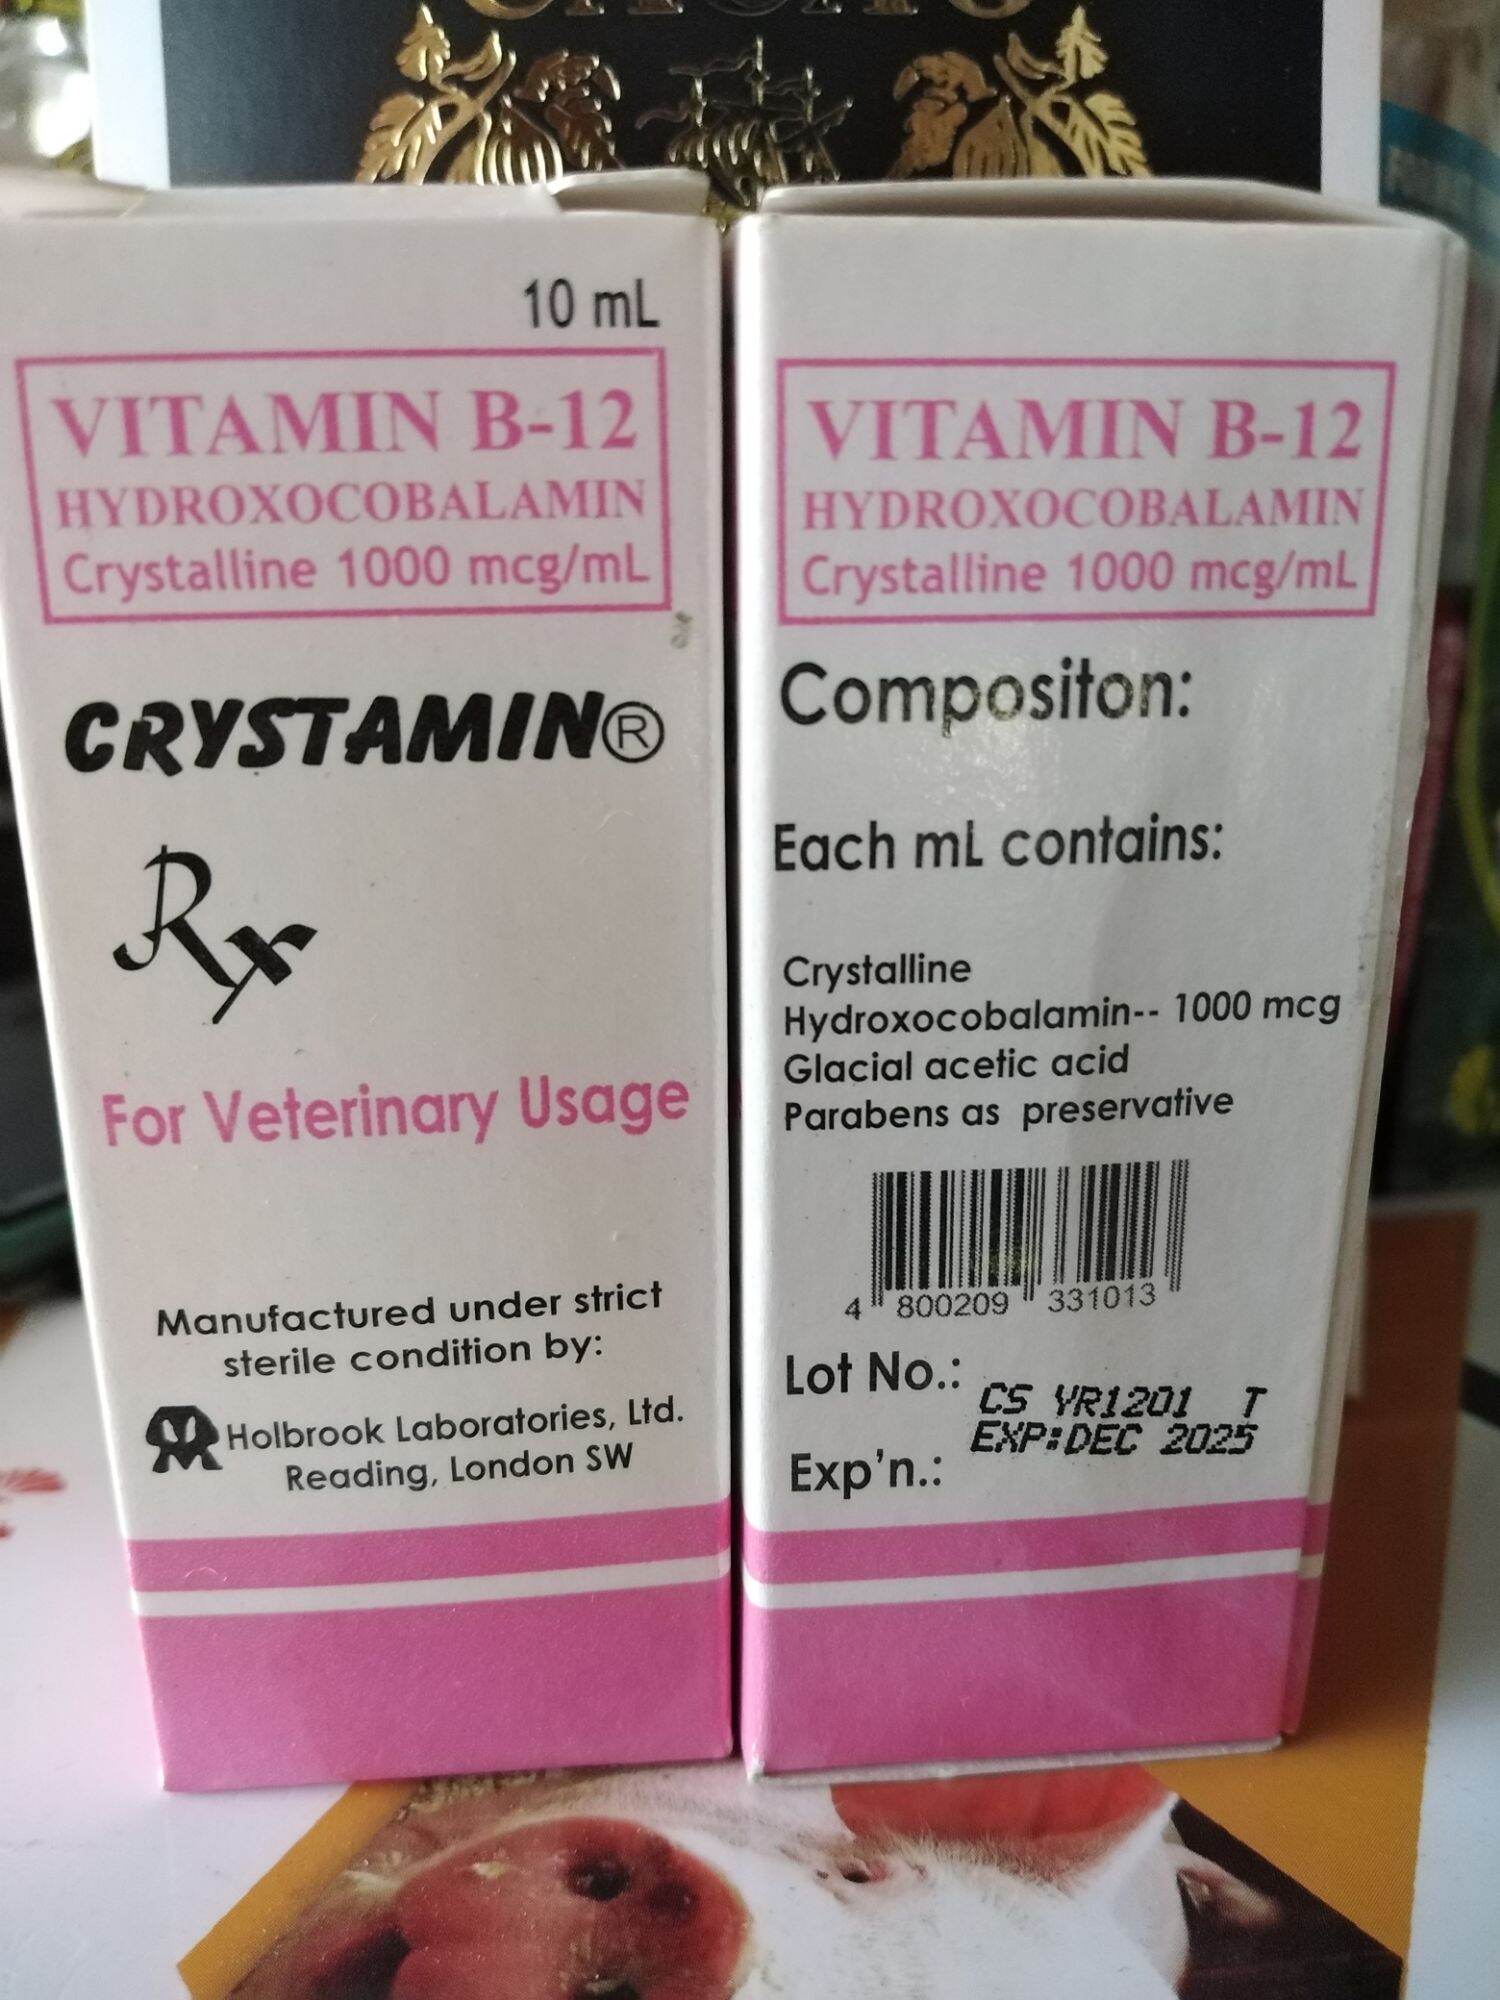 10 mL
VITAMIN B-12
HYDROXOCOBALAMIN
Crystalline 1000 mcg/mL
CRYSTAMIN®
Rx
For Veterinary Usage
Manufactured under strict
sterile condition by:
Holbrook Laboratories, Ltd.
Reading, London SW
VITAMIN B-12
HYDROXOCOBALAMIN
Crystalline 1000 mcg/mL
Compositon:
Each mL contains:
Crystalline
Hydroxocobalamin-- 1000 mcg
Glacial acetic acid
Parabens as preservative
4 800209 331013
Lot No.: CS YR1201 T
EXP:DEC 2025
Exp'n.: